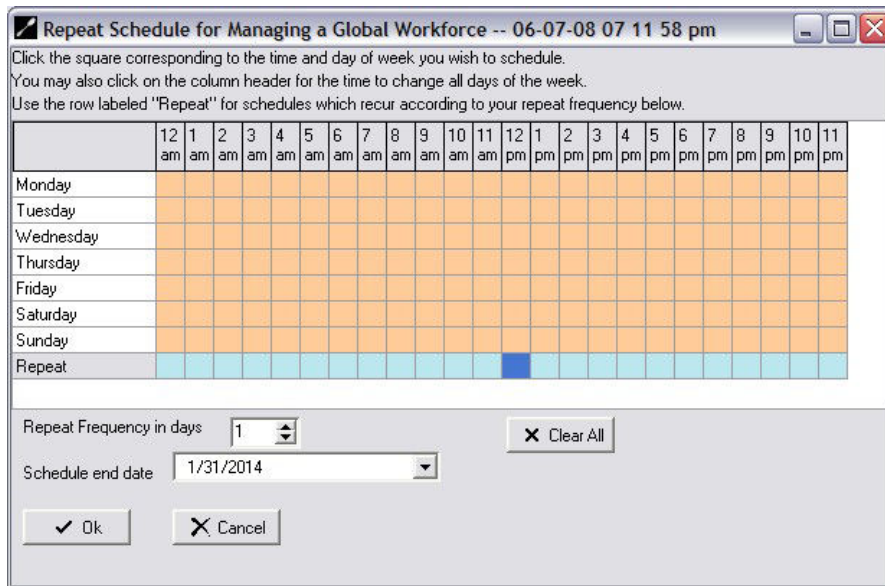 Repeat Schedule for Managing a Global Workforce -- 06-07-08 07 11 58 pm
Click the square corresponding to the time and day of week you wish to schedule.
You may also click on the column header for the time to change all days of the week.
Use the row labeled "Repeat" for schedules which recur according to your repeat frequency below.
12 1 2 3 4 5 6 7 8 9 10 11 12 1 2 3 4 5 6 7 8 9 10 11
am am am am am am am am am am am am pm pm pm pm pm pm pm pm pm pm pm pm
Monday
Tuesday
Wednesday
Thursday
Friday
Saturday
Sunday
Repeat
Repeat Frequency in days 1 Clear All
Schedule end date 1/31/2014
Ok Cancel